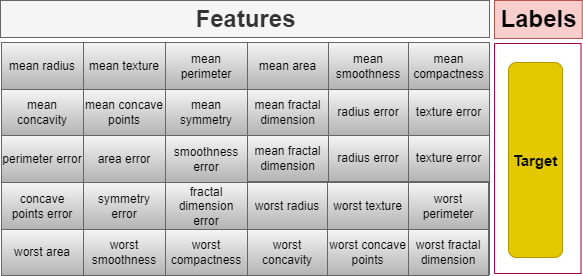 Features
Labels
mean radius
mean texture
mean
perimeter
mean area
mean
smoothness
mean
compactness
mean
concavity
mean concave
points
mean
symmetry
mean fractal
dimension
radius error
texture error
perimeter error
area error
smoothness
error
mean fractal
dimension
radius error
texture error
Target
concave
points error
symmetry
error
fractal
dimension
error
worst radius
worst texture
worst
perimeter
worst area
worst
smoothness
worst
compactness
worst
concavity
worst concave
points
worst fractal
dimension